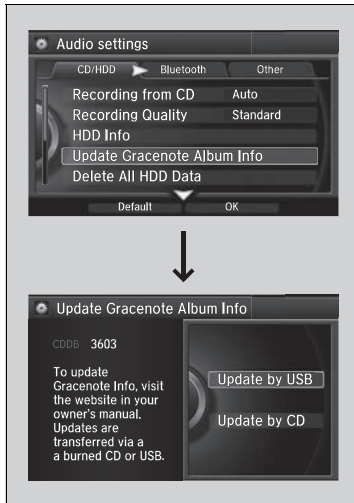 Audio settings
CD/HDD Bluetooth Other
Recording from CD Auto
Recording Quality Standard
HDD Info
Update Gracenote Album Info
Delete All HDD Data
Default OK
Update Gracenote Album Info
CDDB 3603
To update
Gracenote Info, visit
the website in your
owner's manual.
Updates are
transferred via a
a burned CD or USB.
Update by USB
Update by CD